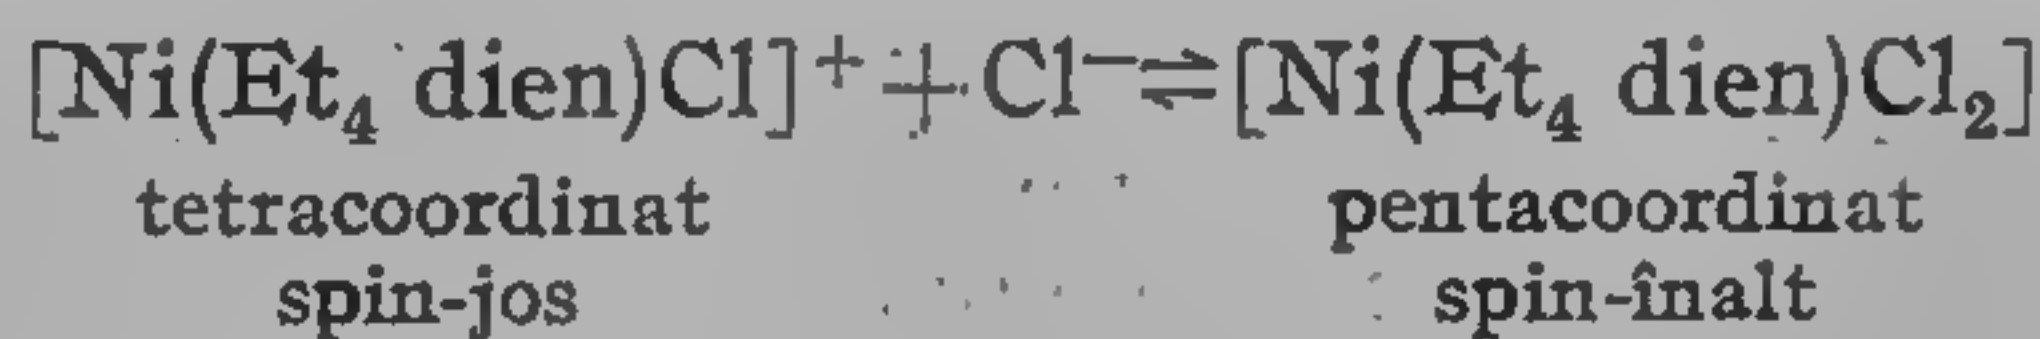 [Ni(Et₄ dien)Cl]⁺ + Cl⁻ ⇌ [Ni(Et₄ dien)Cl₂]
tetracoordinat pentacoordinat
spin-jos spin-înalt